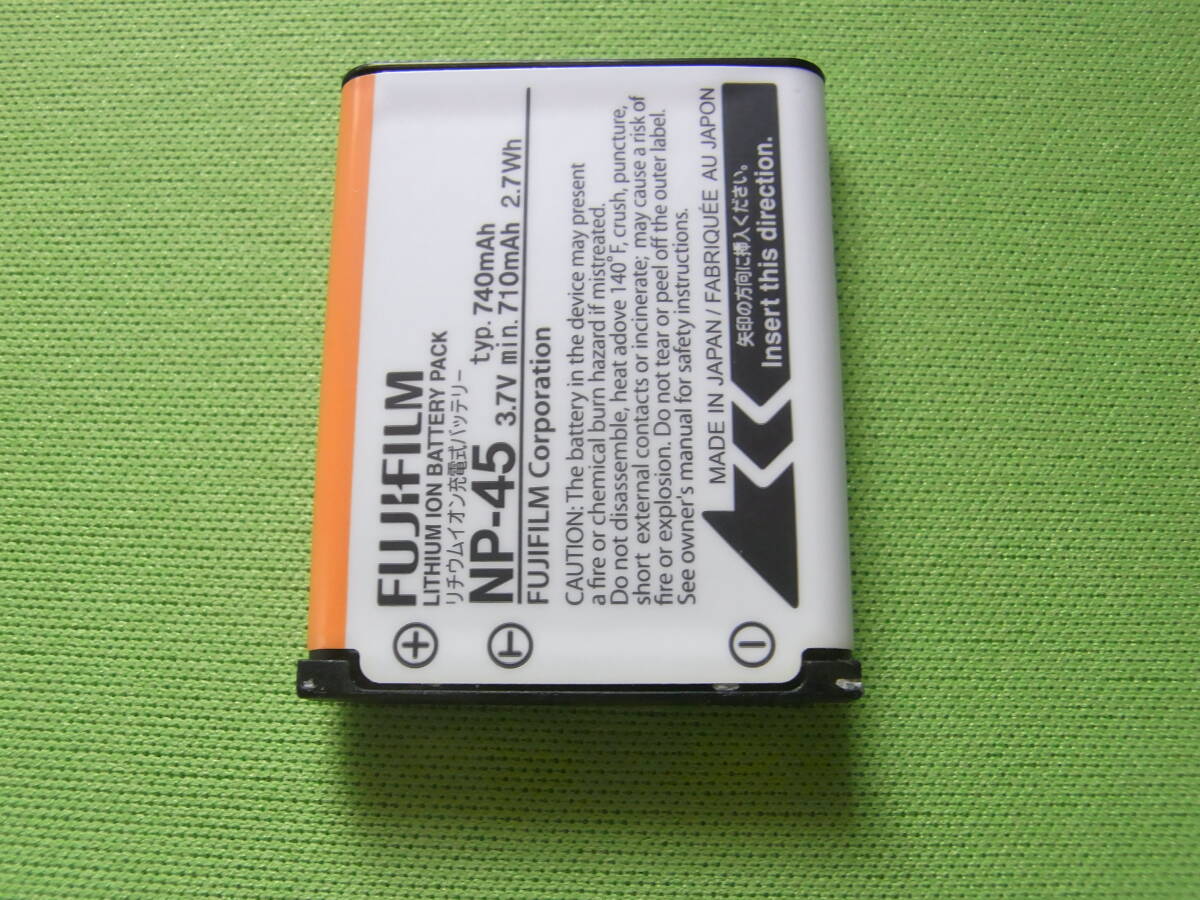 FUJIFILM
LITHIUM ION BATTERY PACK
リチウムイオン充電式バッテリー
NP-45 3.7V typ. 740mAh
min. 710mAh 2.7Wh
FUJIFILM Corporation
CAUTION: The battery in the device may present
a fire or chemical burn hazard if mistreated.
Do not disassemble, heat adove 140°F, crush, puncture,
short external contacts or incinerate; may cause a risk of
fire or explosion. Do not tear or peel off the outer label.
See owner's manual for safety instructions.
MADE IN JAPAN / FABRIQUÉE AU JAPON
矢印の方向に挿入ください。
Insert this direction.